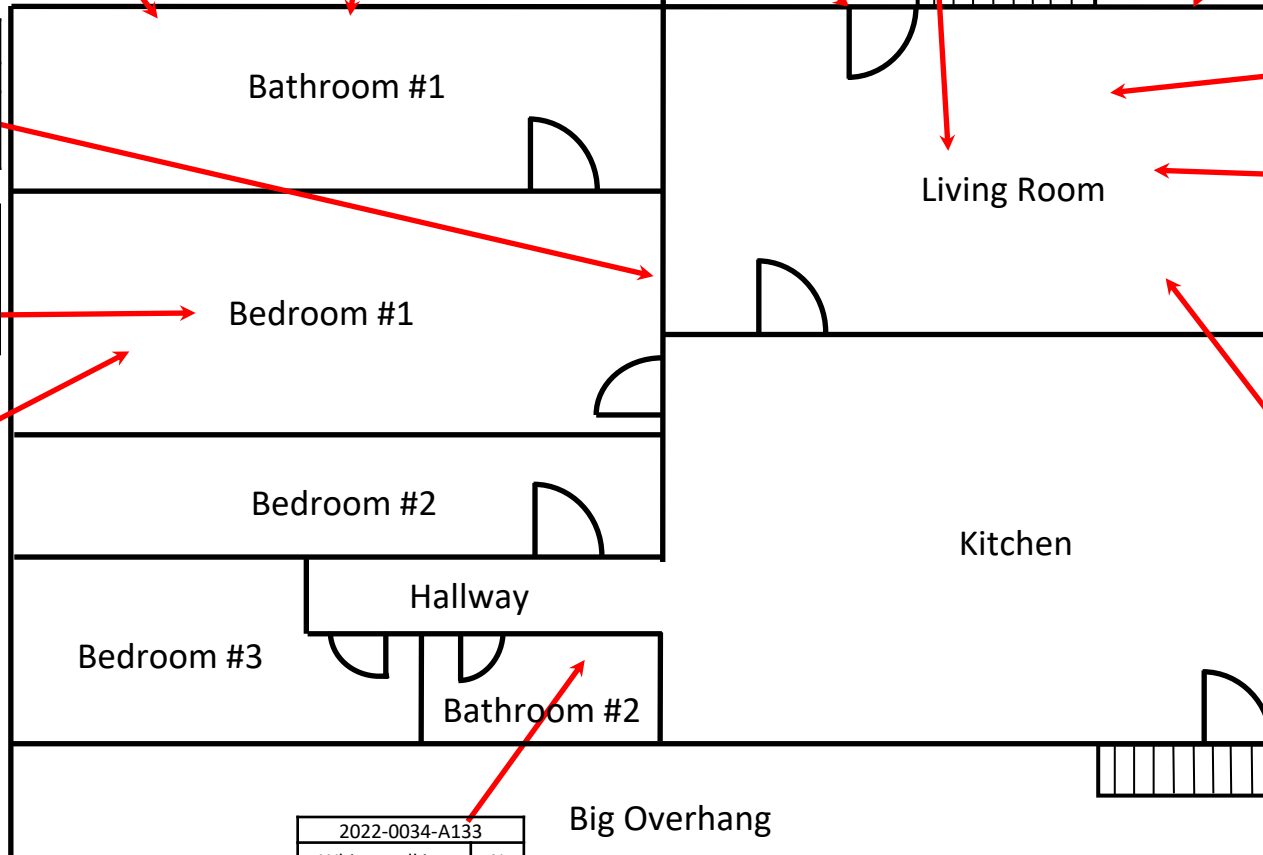 Bathroom #1
Living Room
Bedroom #1
Bedroom #2
Kitchen
Hallway
Bedroom #3
Bathroom #2
Big Overhang
2022-0034-A133